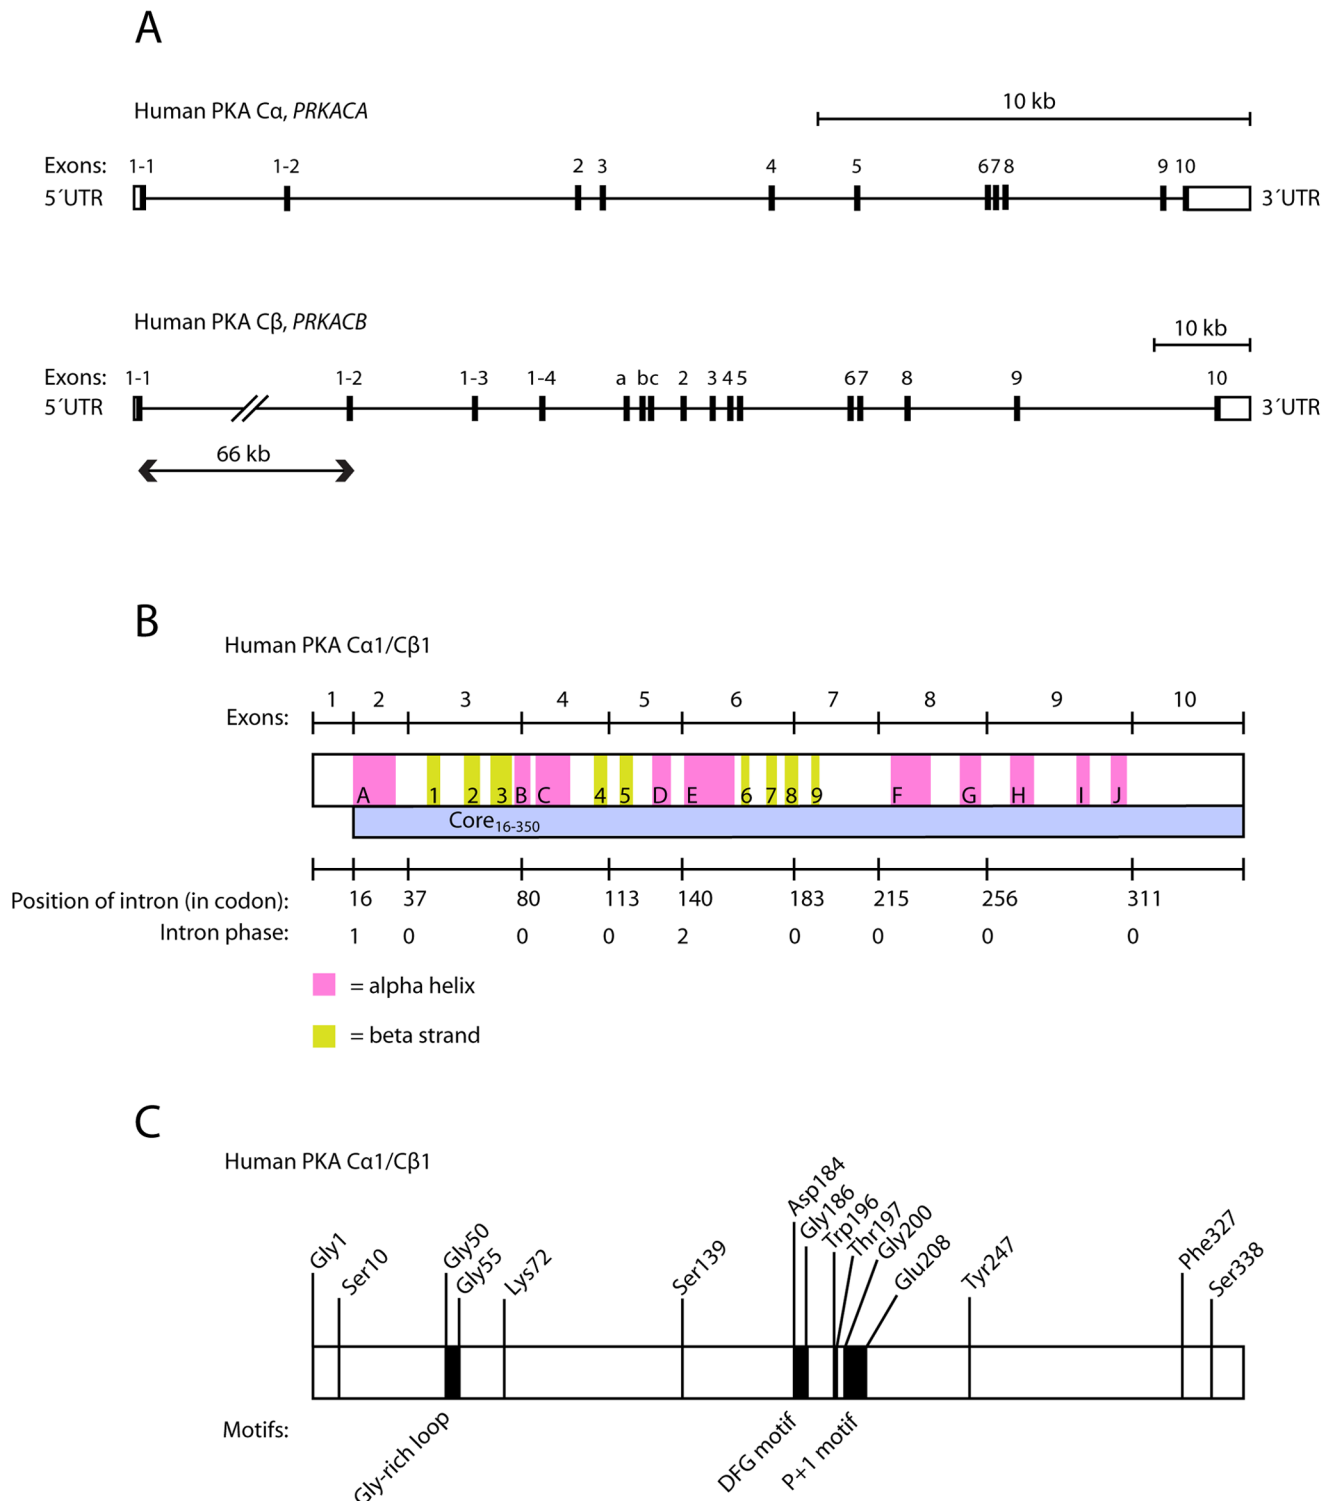 A
Human PKA Cα, PRKACA
10 kb
Exons: 1-1 1-2 2 3 4 5 6 7 8 9 10
5´UTR 3´UTR
Human PKA Cβ, PRKACB
10 kb
Exons: 1-1 1-2 1-3 1-4 a b c 2 3 4 5 6 7 8 9 10
5´UTR 3´UTR
66 kb
B
Human PKA Cα1/Cβ1
Exons: 1 2 3 4 5 6 7 8 9 10
A 1 2 3 B C 4 5 D E 6 7 8 9 F G H I J
Core16-350
Position of intron (in codon): 16 37 80 113 140 183 215 256 311
Intron phase: 1 0 0 0 2 0 0 0 0
= alpha helix
= beta strand
C
Human PKA Cα1/Cβ1
Gly1
Ser10
Gly50
Gly55
Lys72
Ser139
Asp184
Gly186
Trp196
Thr197
Gly200
Glu208
Tyr247
Phe327
Ser338
Motifs:
Gly-rich loop
DFG motif
P+1 motif